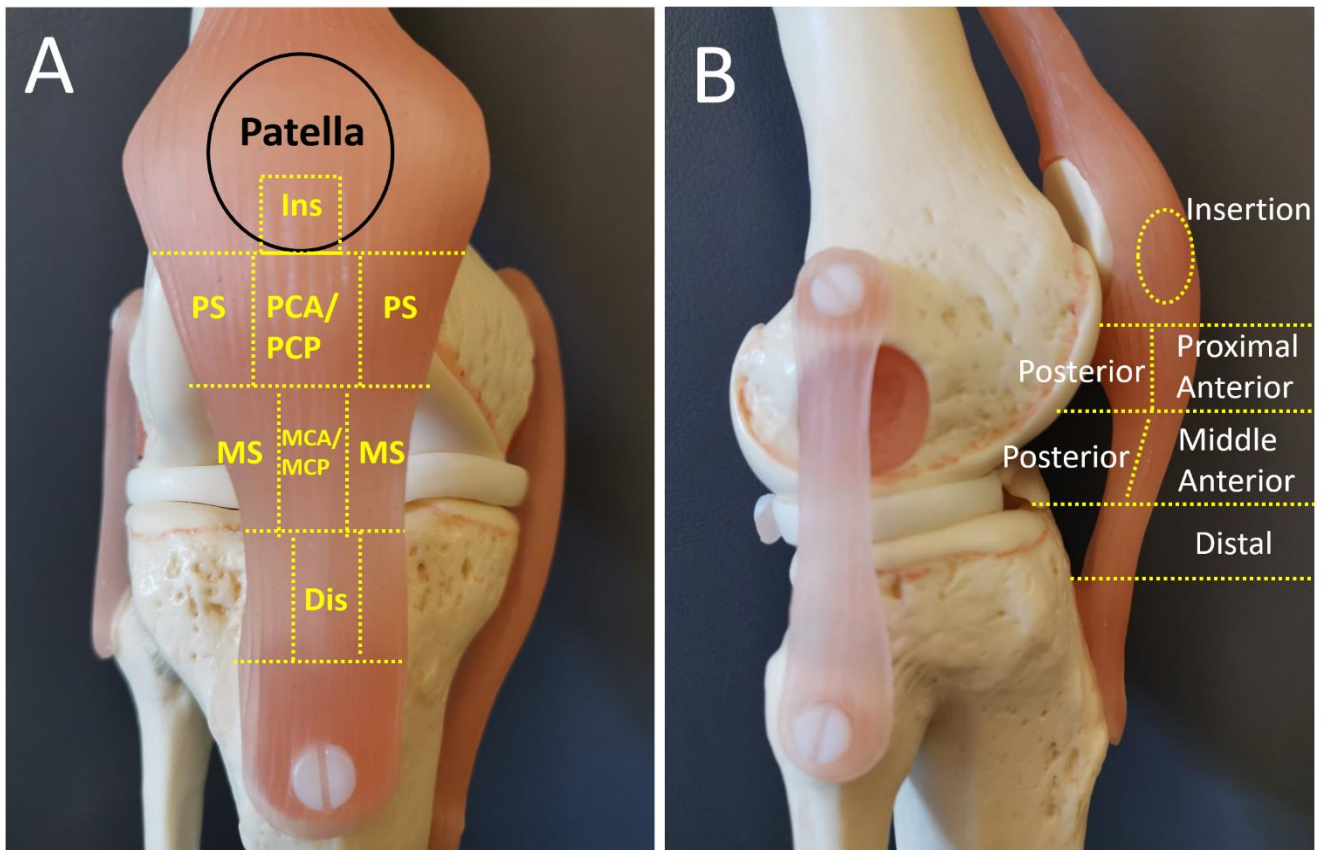 A
Patella
Ins
PS
PCA/
PCP
PS
MS
MCA/
MCP
MS
Dis
B
Insertion
Posterior
Proximal
Anterior
Posterior
Middle
Anterior
Distal